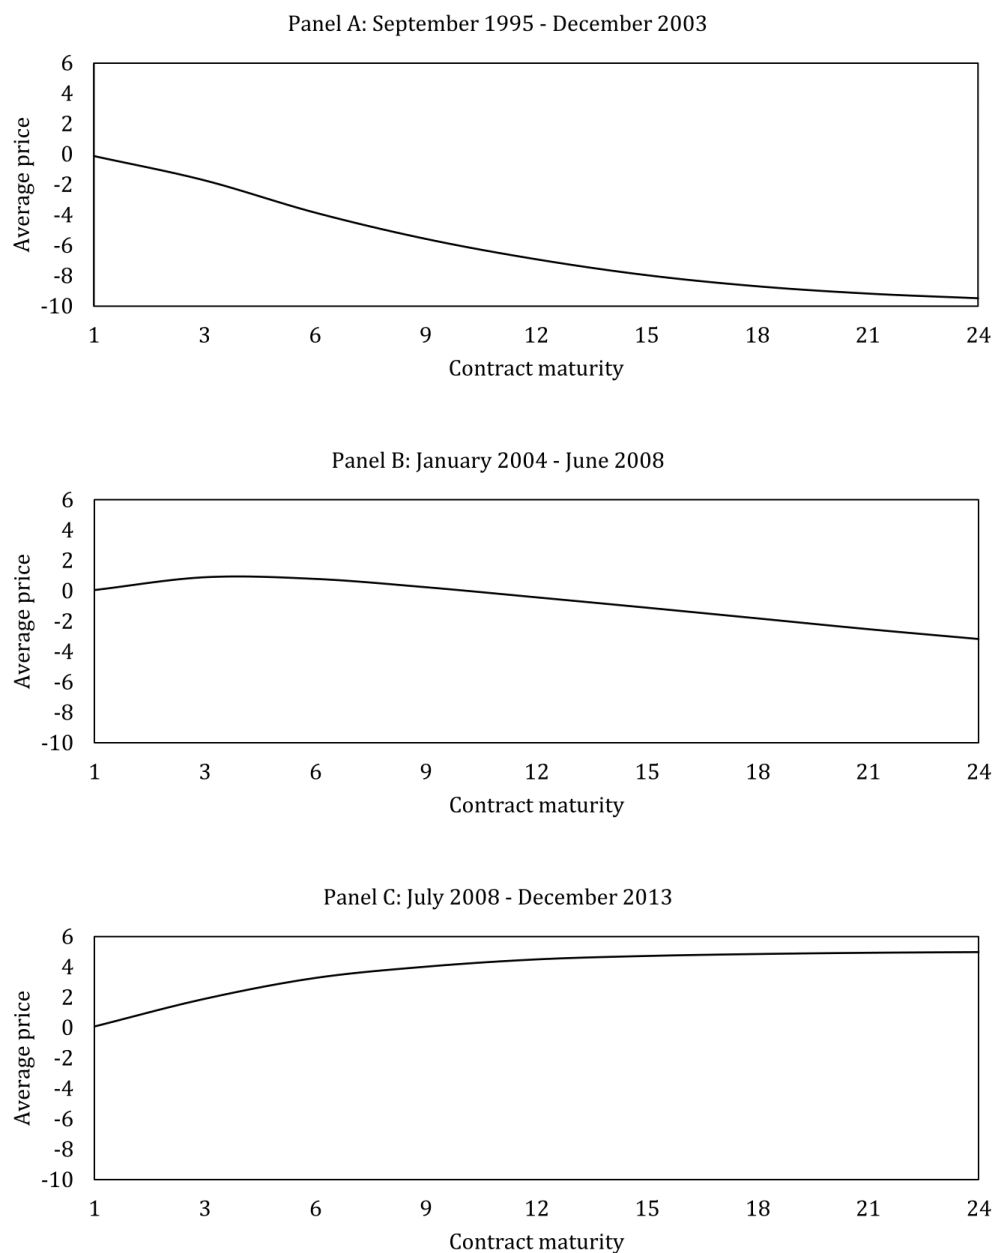 Panel A: September 1995 - December 2003
6
4
2
0
-2
-4
-6
-8
-10
Average price
1 3 6 9 12 15 18 21 24
Contract maturity
Panel B: January 2004 - June 2008
6
4
2
0
-2
-4
-6
-8
-10
Average price
1 3 6 9 12 15 18 21 24
Contract maturity
Panel C: July 2008 - December 2013
6
4
2
0
-2
-4
-6
-8
-10
Average price
1 3 6 9 12 15 18 21 24
Contract maturity